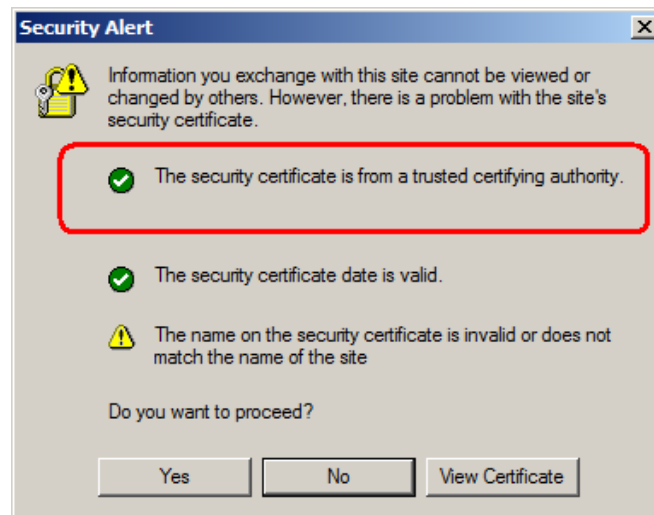 Security Alert
Information you exchange with this site cannot be viewed or
changed by others. However, there is a problem with the site's
security certificate.
The security certificate is from a trusted certifying authority.
The security certificate date is valid.
The name on the security certificate is invalid or does not
match the name of the site
Do you want to proceed?
Yes No View Certificate